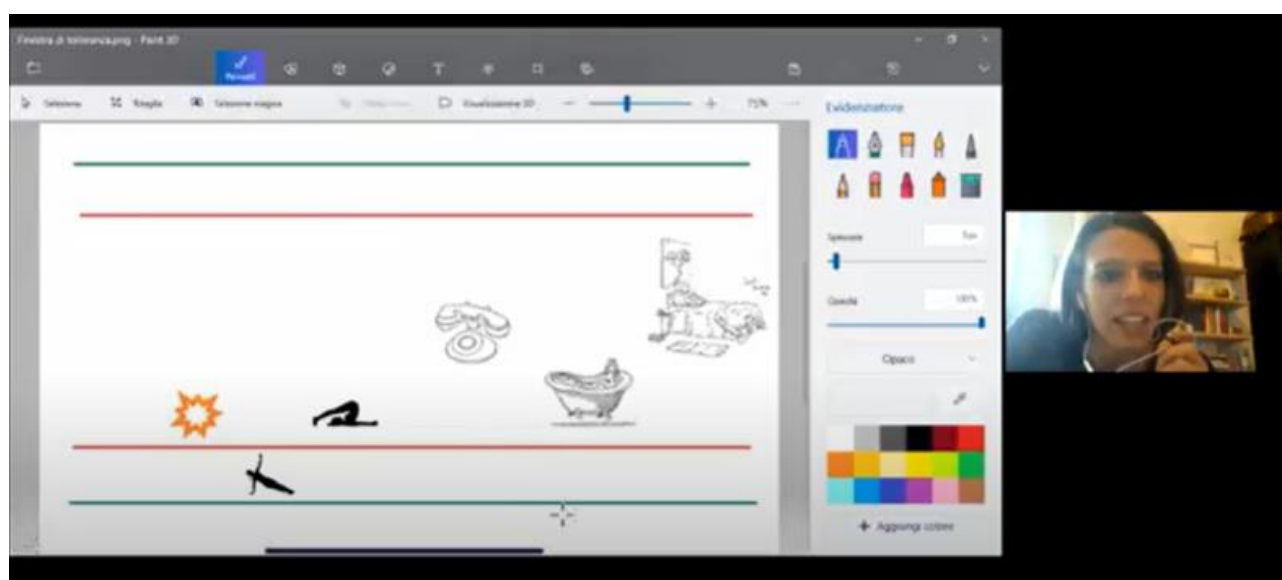 Finestra di tolleranza.png - Paint 3D
Pennelli
Seleziona Ritaglia Selezione magica Visualizzazione 3D 75%
Evidenziatore
Spessore
Opacità 100%
Opaco
Aggiungi colore